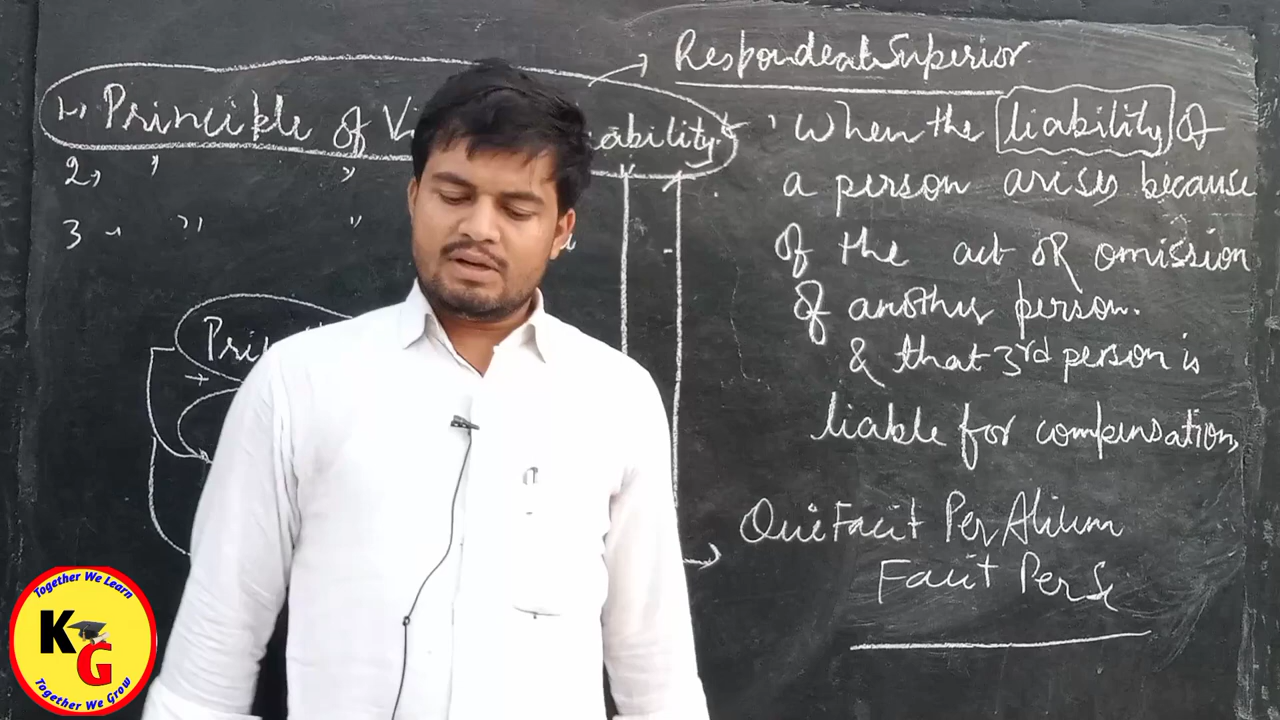 1, Principle of Vi ability.
2, " "
3 " " "
Prin
Respondeat Superior.
When the liability of
a person arises because
of the act OR omission
of another person.
& that 3rd person is
liable for compensation,
Qui Facit Per Alium
Facit Per Se
Together We Learn
KG
Together We Grow